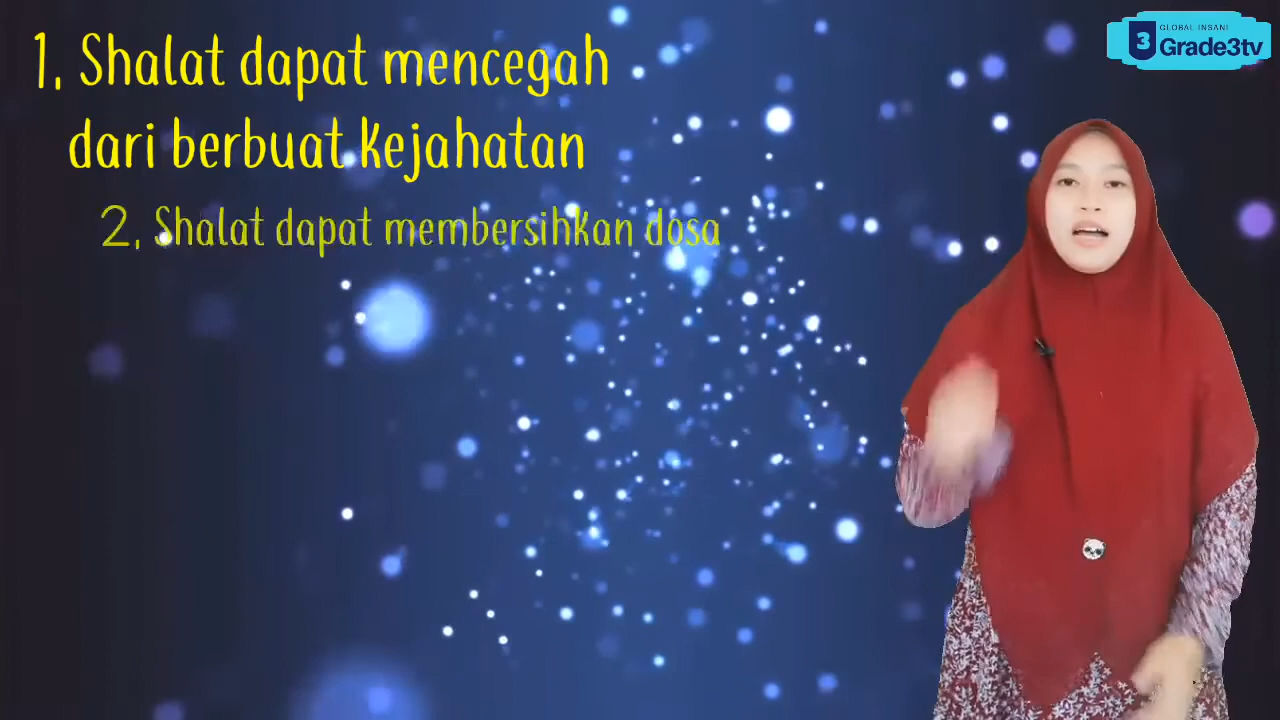 1. Shalat dapat mencegah
dari berbuat kejahatan
2. Shalat dapat membersihkan dosa
3
GLOBAL INSANI
Grade3tv